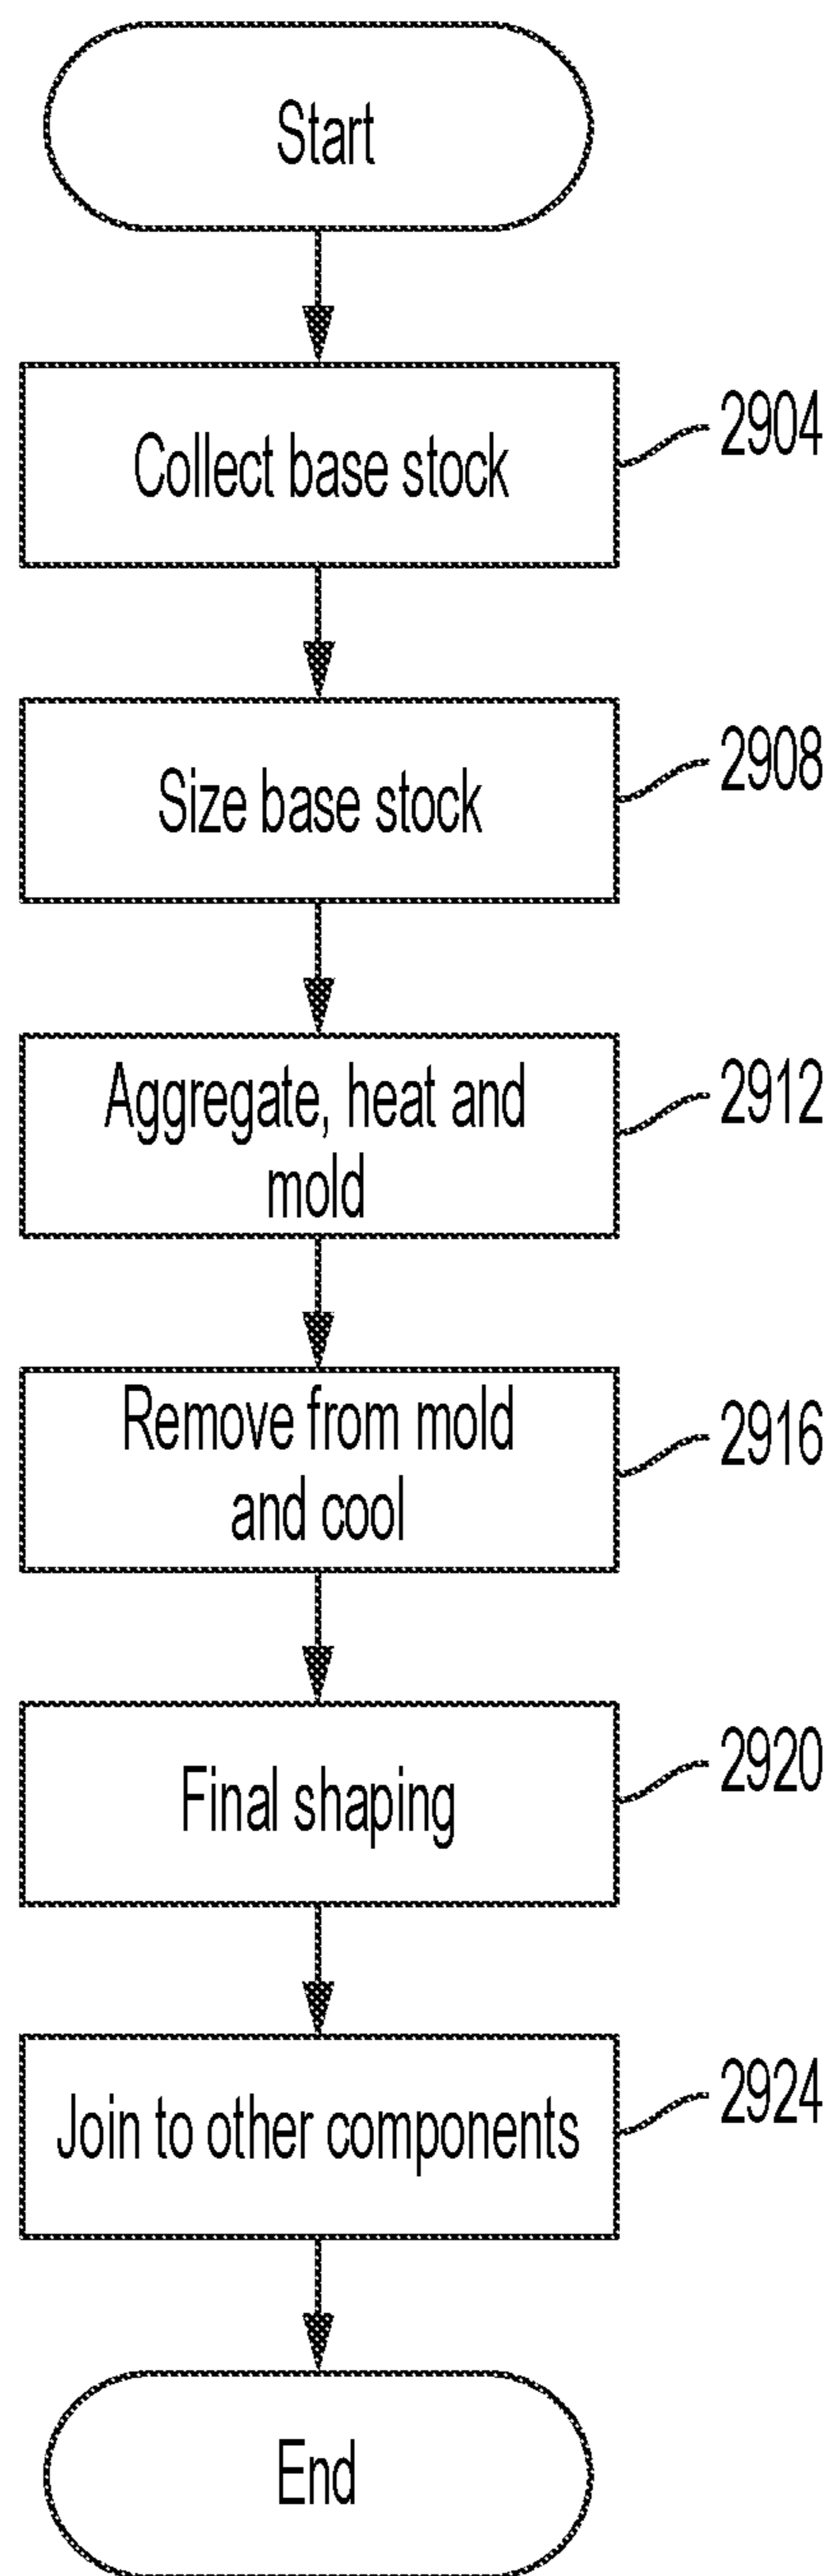 Start
Collect base stock
2904
Size base stock
2908
Aggregate, heat and
mold
2912
Remove from mold
and cool
2916
Final shaping
2920
Join to other components
2924
End